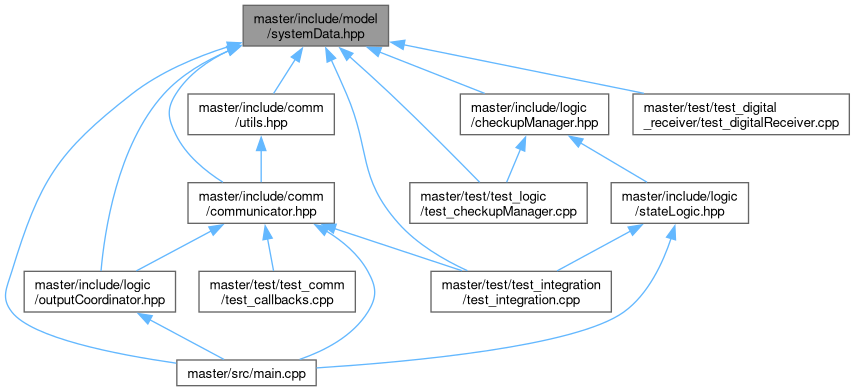 master/include/model
/systemData.hpp
master/include/comm
/utils.hpp
master/include/logic
/checkupManager.hpp
master/test/test_digital
_receiver/test_digitalReceiver.cpp
master/include/comm
/communicator.hpp
master/test/test_logic
/test_checkupManager.cpp
master/include/logic
/stateLogic.hpp
master/include/logic
/outputCoordinator.hpp
master/test/test_comm
/test_callbacks.cpp
master/test/test_integration
/test_integration.cpp
master/src/main.cpp